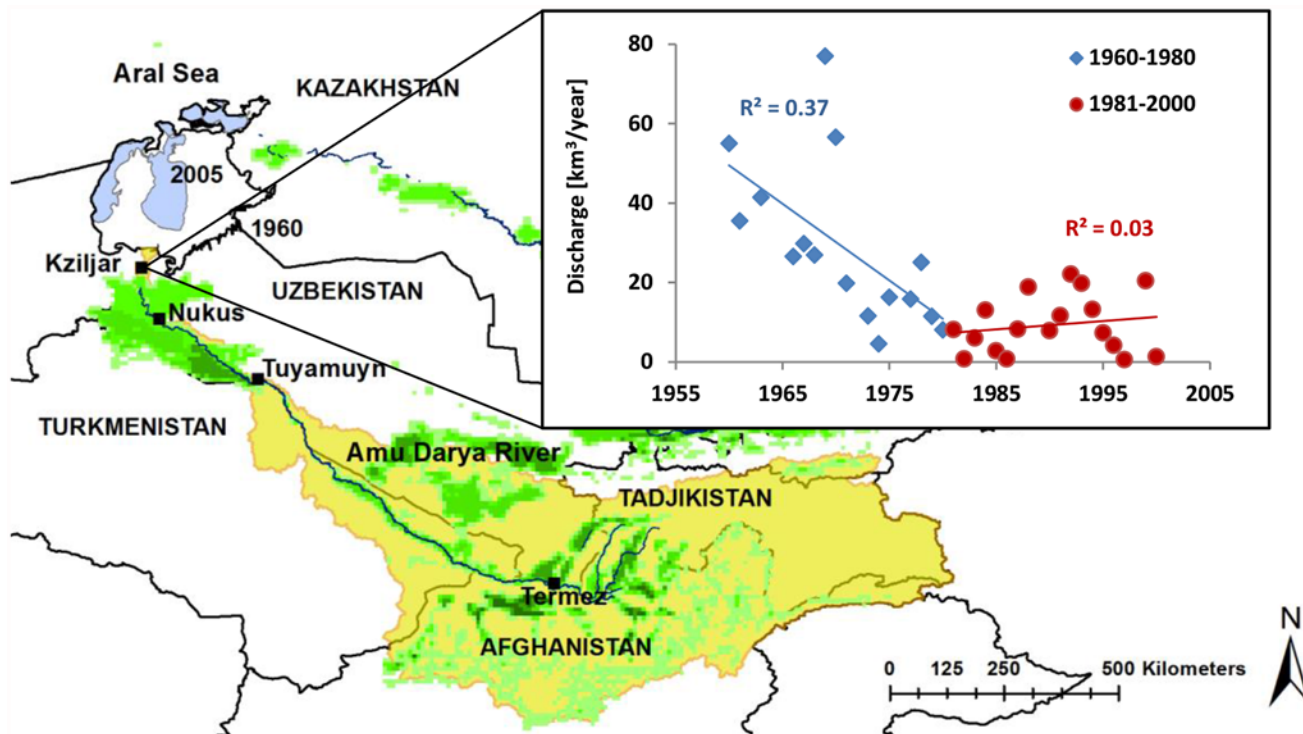 Aral Sea
KAZAKHSTAN
2005
1960
Kziljar
UZBEKISTAN
Nukus
Tuyamuyn
TURKMENISTAN
Amu Darya River
TADJIKISTAN
Termez
AFGHANISTAN
80
60
40
20
0
Discharge [km³/year]
1955
1965
1975
1985
1995
2005
1960-1980
1981-2000
R² = 0.37
R² = 0.03
0 125 250 500 Kilometers
N